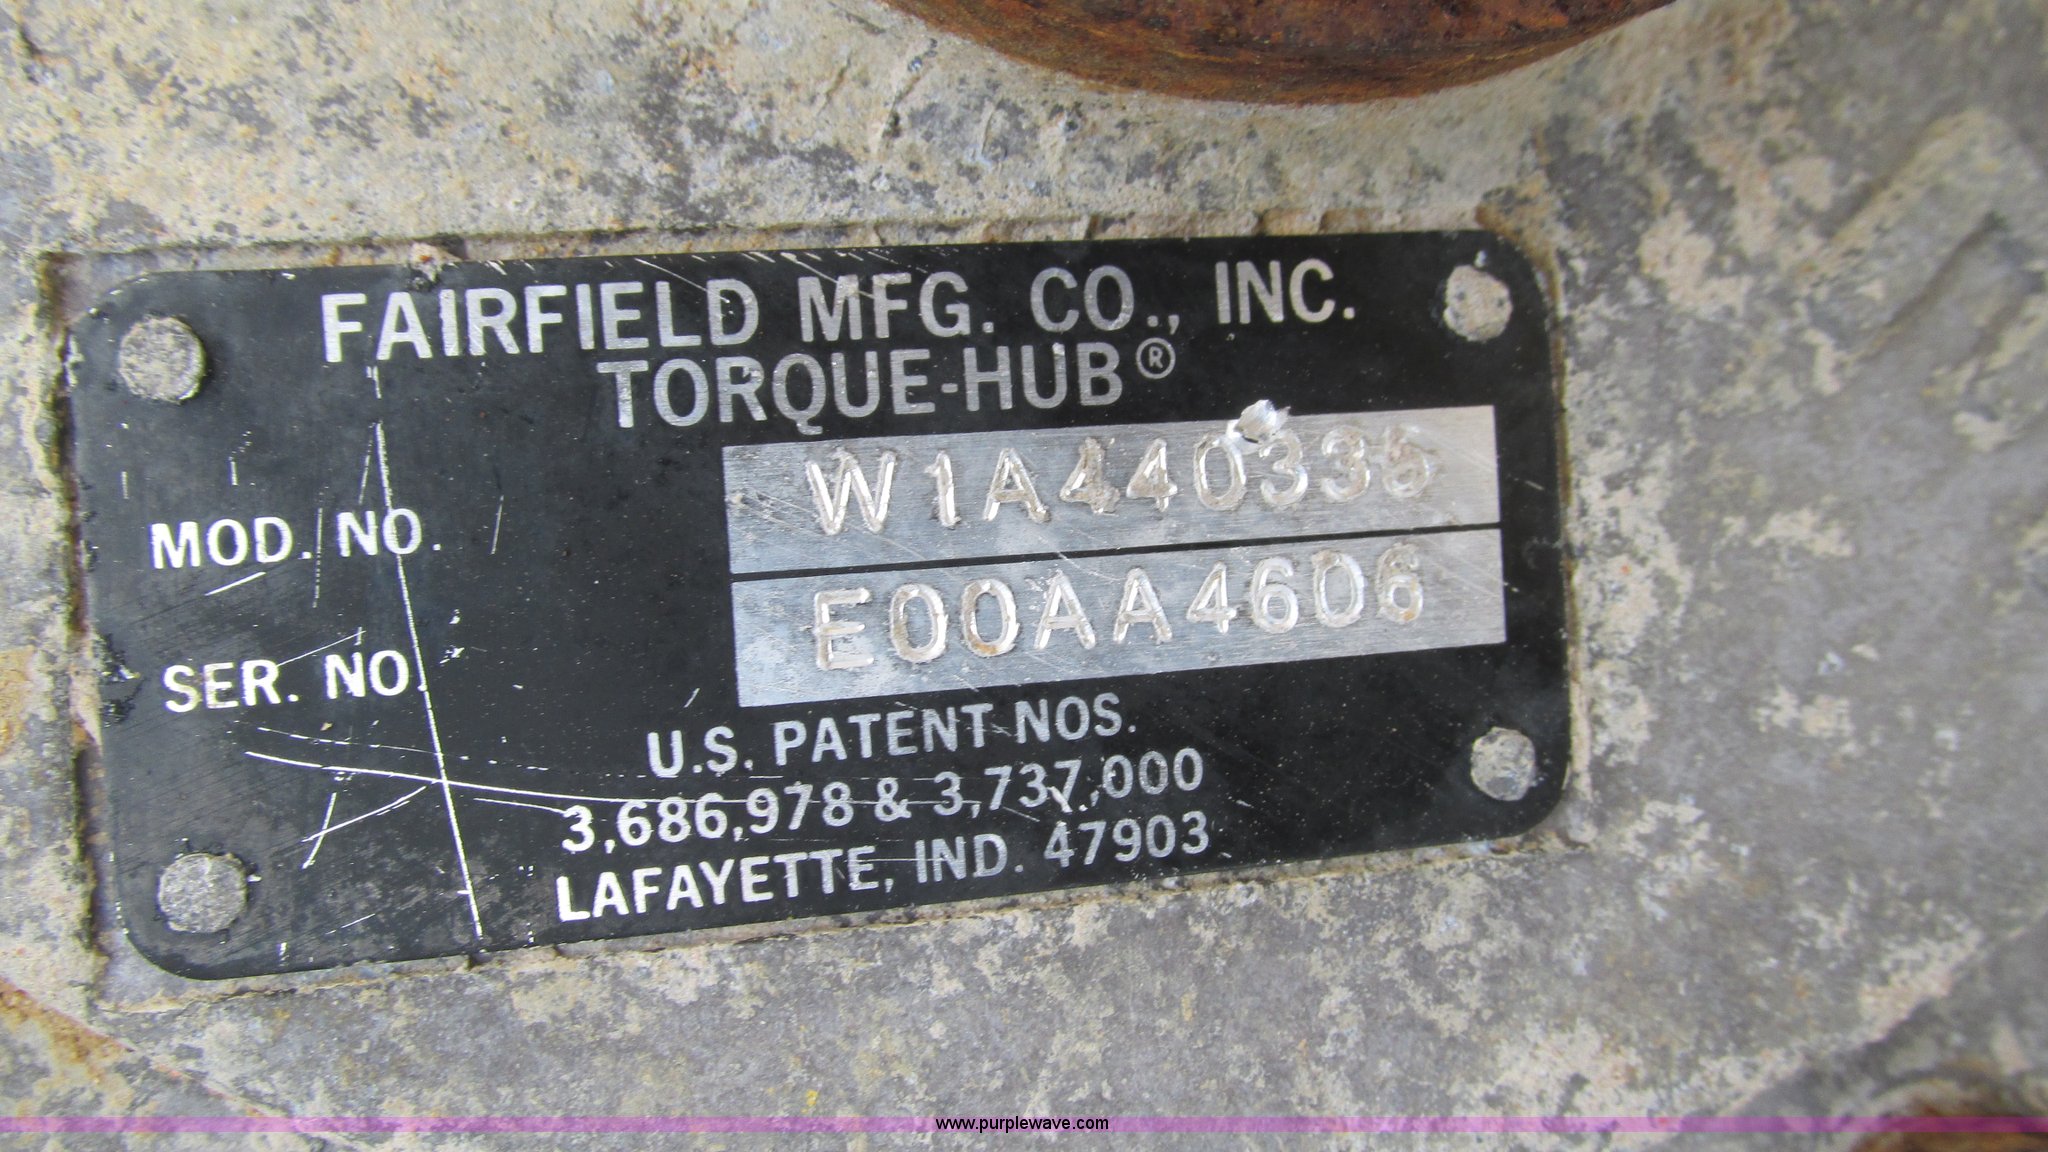 FAIRFIELD MFG. CO., INC.
TORQUE-HUB®
MOD. NO. W1A440335
SER. NO. E00AA4606
U.S. PATENT NOS.
3,686,978 & 3,737,000
LAFAYETTE, IND. 47903
www.purplewave.com